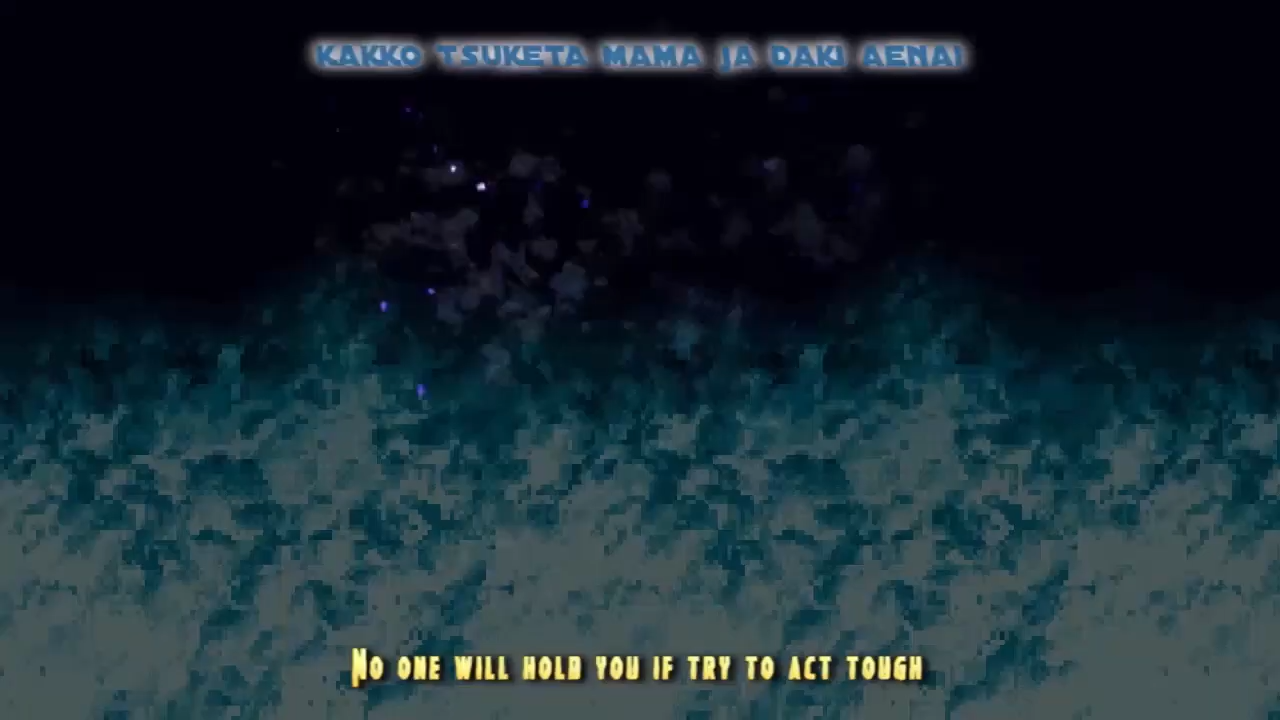 KAKKO TSUKETA MAMA JA DAKI AENAI
No one will hold you if try to act tough